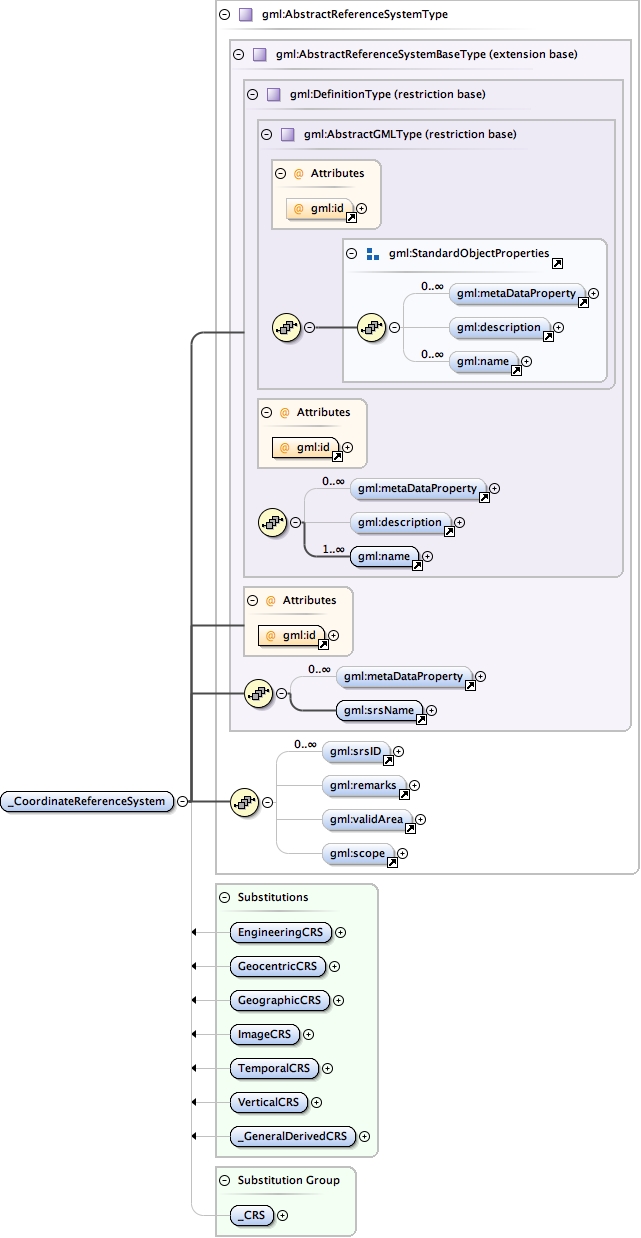 gml:AbstractReferenceSystemType
gml:AbstractReferenceSystemBaseType (extension base)
gml:DefinitionType (restriction base)
gml:AbstractGMLType (restriction base)
@ Attributes
@ gml:id
gml:StandardObjectProperties
0..∞
gml:metaDataProperty
gml:description
0..∞
gml:name
@ Attributes
@ gml:id
0..∞
gml:metaDataProperty
gml:description
1..∞
gml:name
@ Attributes
@ gml:id
0..∞
gml:metaDataProperty
gml:srsName
0..∞
gml:srsID
gml:remarks
_CoordinateReferenceSystem
gml:validArea
gml:scope
Substitutions
EngineeringCRS
GeocentricCRS
GeographicCRS
ImageCRS
TemporalCRS
VerticalCRS
_GeneralDerivedCRS
Substitution Group
_CRS